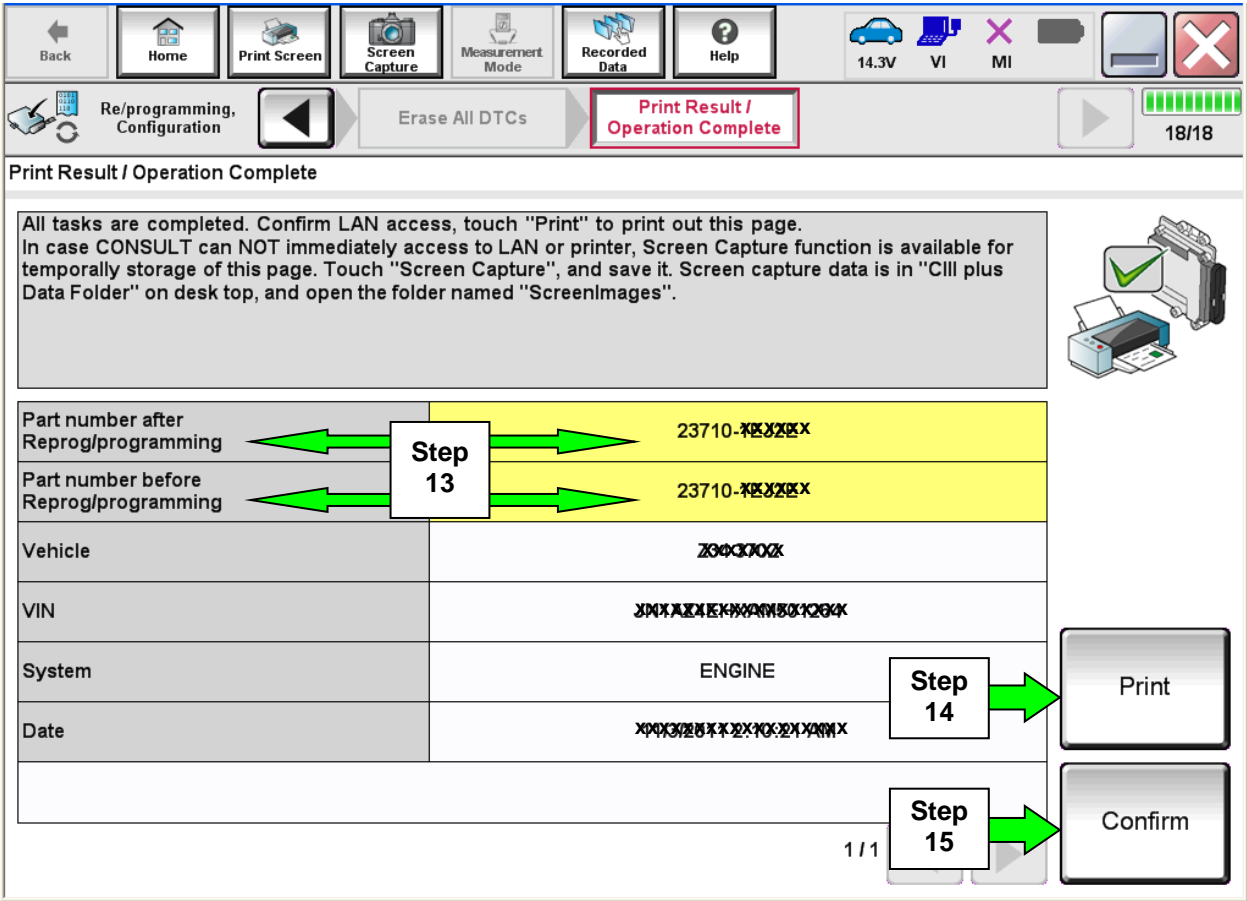 Back
Home
Print Screen
Screen
Capture
Measurement
Mode
Recorded
Data
Help
14.3V
VI
MI
Re/programming,
Configuration
Erase All DTCs
Print Result /
Operation Complete
18/18
Print Result / Operation Complete
All tasks are completed. Confirm LAN access, touch "Print" to print out this page.
In case CONSULT can NOT immediately access to LAN or printer, Screen Capture function is available for
temporally storage of this page. Touch "Screen Capture", and save it. Screen capture data is in "CIII plus
Data Folder" on desk top, and open the folder named "ScreenImages".
Part number after
Reprog/programming
23710-
Step
13
Part number before
Reprog/programming
23710-
Vehicle
VIN
System
ENGINE
Step
14
Print
Date
Step
15
Confirm
1/1